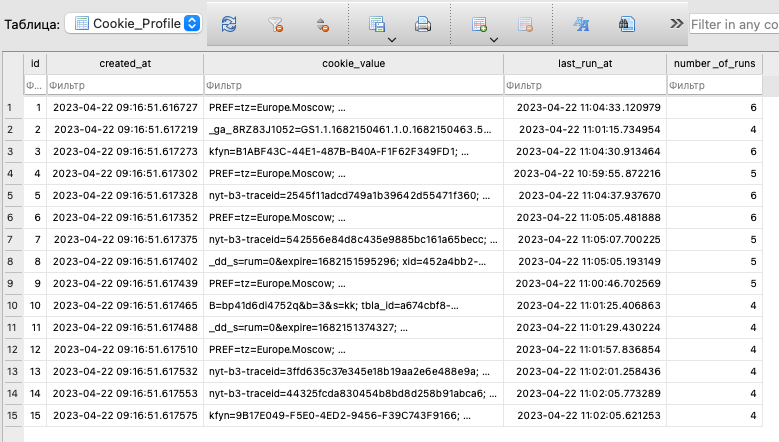 Таблица: Cookie_Profile Filter in any co
id created_at cookie_value last_run_at number _of_runs
Ф... Фильтр Фильтр Фильтр Фильтр
1 1 2023-04-22 09:16:51.616727 PREF=tz=Europe.Moscow; ... 2023-04-22 11:04:33.120979 6
2 2 2023-04-22 09:16:51.617219 _ga_8RZ83J1052=GS1.1.1682150461.1.0.1682150463.5... 2023-04-22 11:01:15.734954 4
3 3 2023-04-22 09:16:51.617273 kfyn=B1ABF43C-44E1-487B-B40A-F1F62F349FD1; ... 2023-04-22 11:04:30.913464 6
4 4 2023-04-22 09:16:51.617302 PREF=tz=Europe.Moscow; ... 2023-04-22 10:59:55.872216 5
5 5 2023-04-22 09:16:51.617328 nyt-b3-traceid=2545f11adcd749a1b39642d55471f360; ... 2023-04-22 11:04:37.937670 6
6 6 2023-04-22 09:16:51.617352 PREF=tz=Europe.Moscow; ... 2023-04-22 11:05:05.481888 6
7 7 2023-04-22 09:16:51.617375 nyt-b3-traceid=542556e84d8c435e9885bc161a65becc; ... 2023-04-22 11:05:07.700225 5
8 8 2023-04-22 09:16:51.617402 _dd_s=rum=0&expire=1682151595296; xid=452a4bb2-... 2023-04-22 11:05:05.193149 5
9 9 2023-04-22 09:16:51.617439 PREF=tz=Europe.Moscow; ... 2023-04-22 11:00:46.702569 5
10 10 2023-04-22 09:16:51.617465 B=bp41d6di4752q&b=3&s=kk; tbla_id=a674cbf8-... 2023-04-22 11:01:25.406863 4
11 11 2023-04-22 09:16:51.617488 _dd_s=rum=0&expire=1682151374327; ... 2023-04-22 11:01:29.430224 4
12 12 2023-04-22 09:16:51.617510 PREF=tz=Europe.Moscow; ... 2023-04-22 11:01:57.836854 4
13 13 2023-04-22 09:16:51.617532 nyt-b3-traceid=3ffd635c37e345e18b19aa2e6e488e9a; ... 2023-04-22 11:02:01.258436 4
14 14 2023-04-22 09:16:51.617553 nyt-b3-traceid=44325fcda830454b8bd8d258b91abca6; ... 2023-04-22 11:02:05.773289 4
15 15 2023-04-22 09:16:51.617575 kfyn=9B17E049-F5E0-4ED2-9456-F39C743F9166; ... 2023-04-22 11:02:05.621253 4